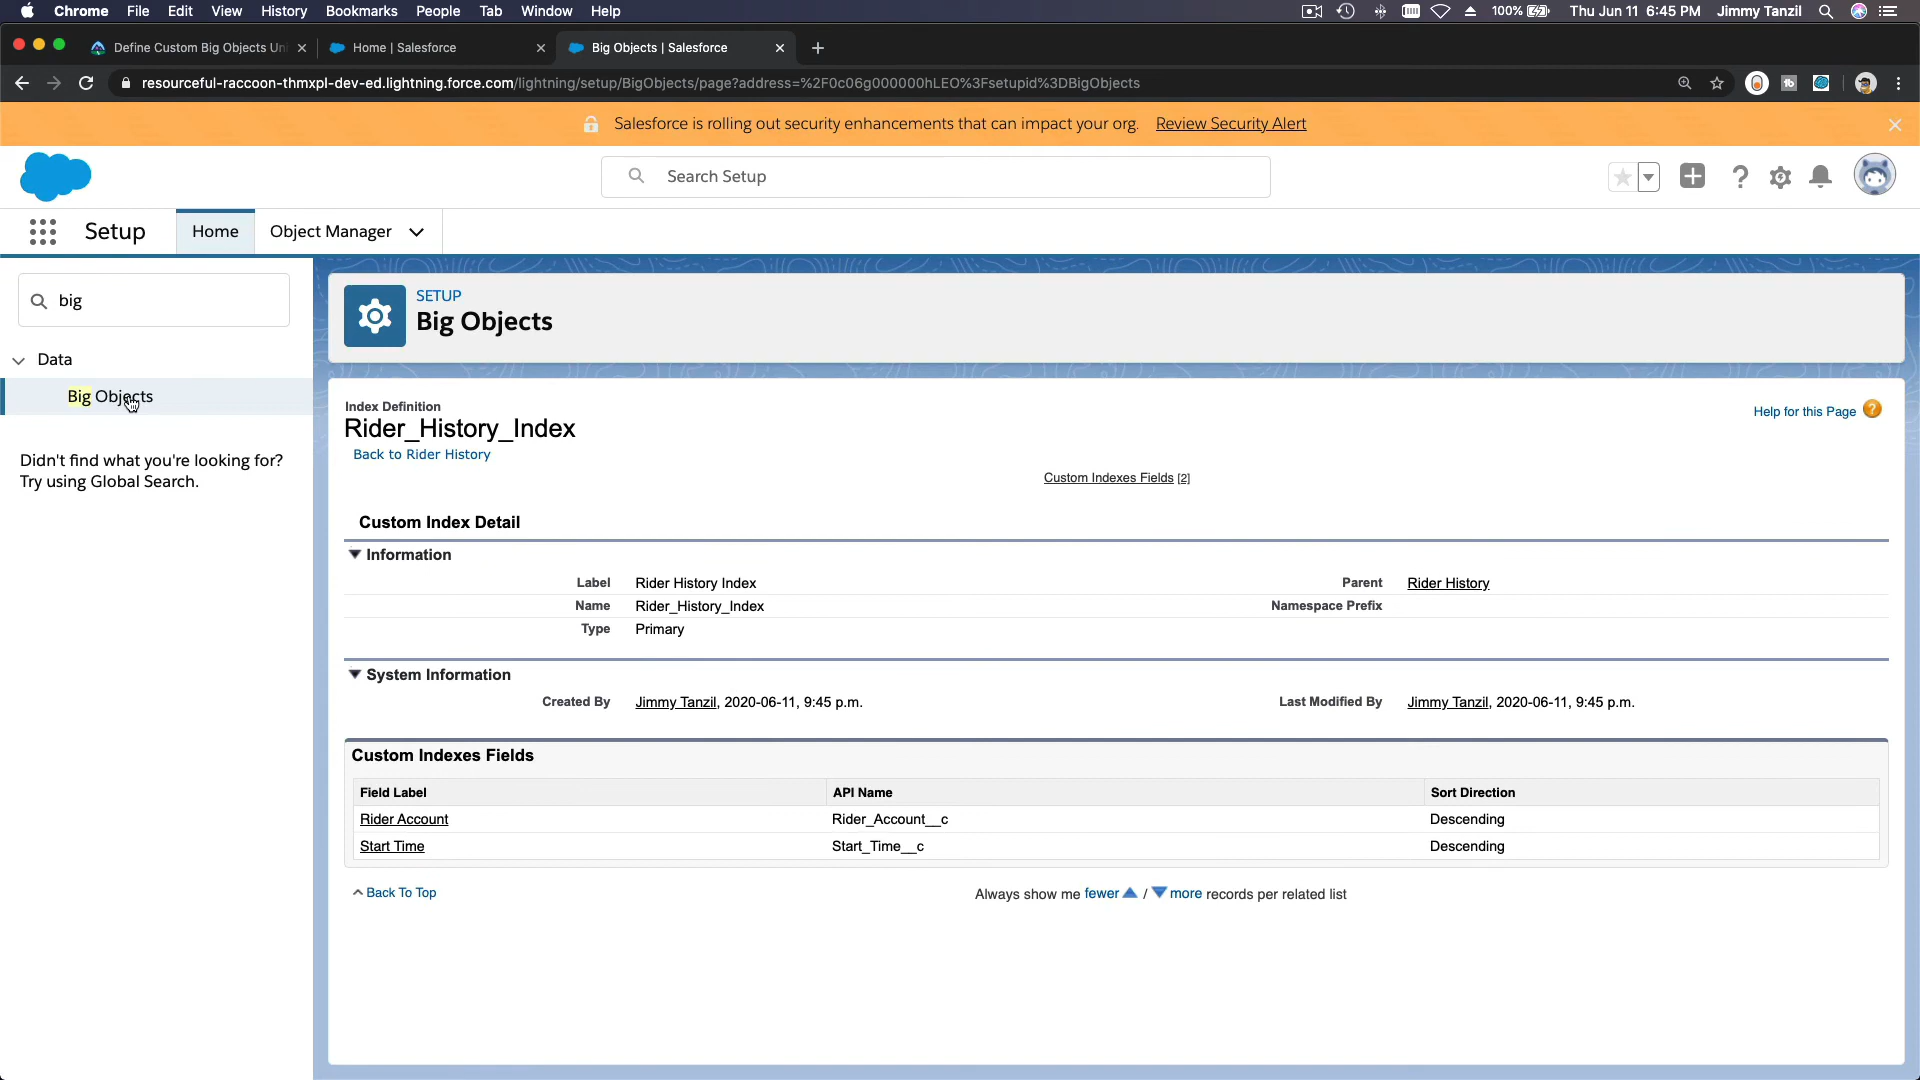 Chrome File Edit View History Bookmarks People Tab Window Help 100% Thu Jun 11 6:45 PM Jimmy Tanzil
Define Custom Big Objects Uni Home | Salesforce Big Objects | Salesforce
resourceful-raccoon-thmxpl-dev-ed.lightning.force.com/lightning/setup/BigObjects/page?address=%2F0c06g000000hLEO%3Fsetupid%3DBigObjects
Salesforce is rolling out security enhancements that can impact your org. Review Security Alert
Search Setup
Setup Home Object Manager
big
Data
Big Objects
Didn't find what you're looking for?
Try using Global Search.
SETUP
Big Objects
Index Definition
Rider_History_Index
Back to Rider History
Help for this Page ?
Custom Indexes Fields [2]
Custom Index Detail
Information
Label Rider History Index Parent Rider History
Name Rider_History_Index Namespace Prefix
Type Primary
System Information
Created By Jimmy Tanzil, 2020-06-11, 9:45 p.m. Last Modified By Jimmy Tanzil, 2020-06-11, 9:45 p.m.
Custom Indexes Fields
Field Label API Name Sort Direction
Rider Account Rider_Account__c Descending
Start Time Start_Time__c Descending
Back To Top Always show me fewer / more records per related list